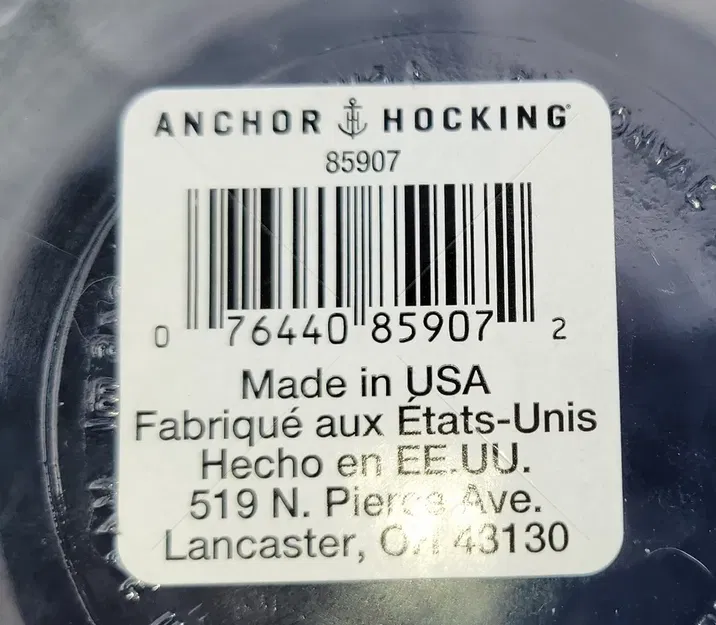 ANCHOR HOCKING®
85907
0 76440 85907 2
Made in USA
Fabriqué aux États-Unis
Hecho en EE.UU.
519 N. Pierce Ave.
Lancaster, OH 43130